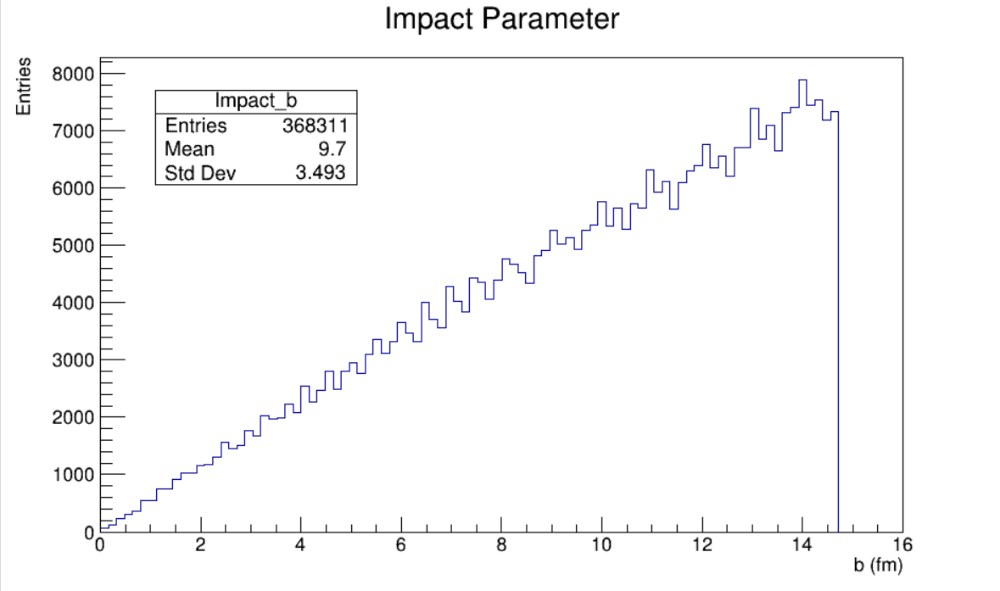 Impact Parameter
Entries
8000
7000
6000
5000
4000
3000
2000
1000
0
Impact_b
Entries 368311
Mean 9.7
Std Dev 3.493
0 2 4 6 8 10 12 14 16
b (fm)